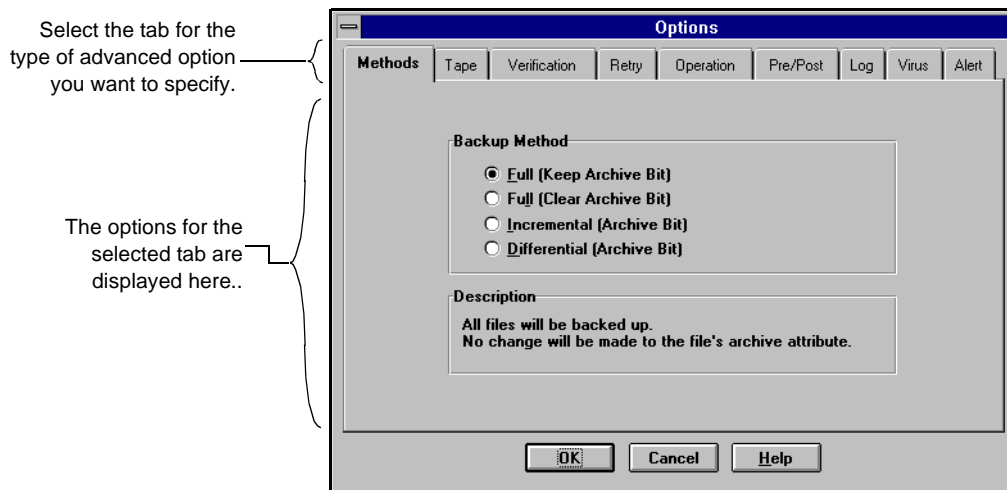 Select the tab for the
type of advanced option
you want to specify.
The options for the
selected tab are
displayed here..
Options
Methods
Tape
Verification
Retry
Operation
Pre/Post
Log
Virus
Alert
Backup Method
Full (Keep Archive Bit)
Full (Clear Archive Bit)
Incremental (Archive Bit)
Differential (Archive Bit)
Description
All files will be backed up.
No change will be made to the file's archive attribute.
OK
Cancel
Help